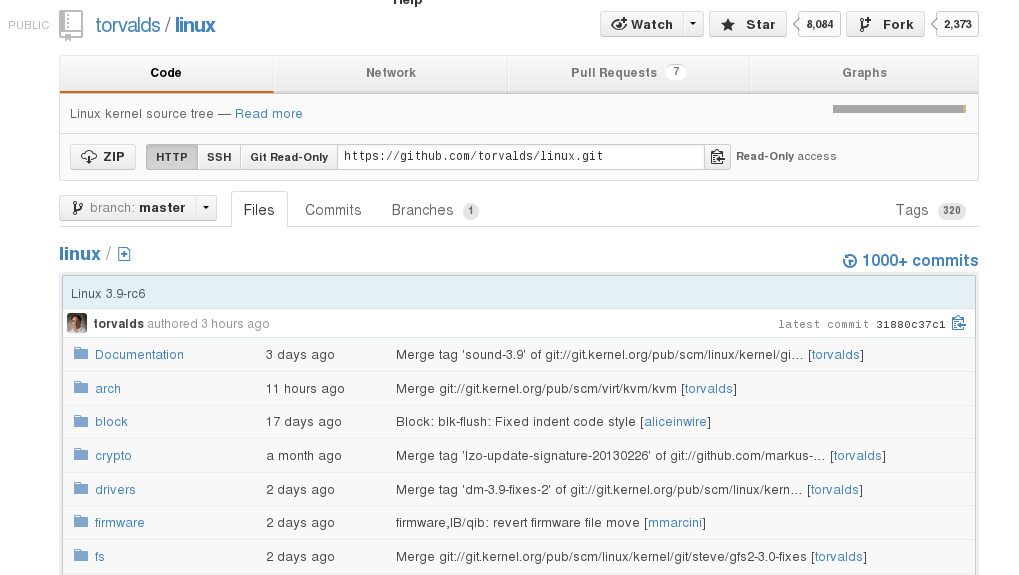 Help
PUBLIC torvalds / linux Watch Star 8,084 Fork 2,373
Code Network Pull Requests 7 Graphs
Linux kernel source tree — Read more
ZIP HTTP SSH Git Read-Only https://github.com/torvalds/linux.git Read-Only access
branch: master Files Commits Branches 1 Tags 320
linux /
1000+ commits
Linux 3.9-rc6
torvalds authored 3 hours ago latest commit 31880c37c1
Documentation 3 days ago Merge tag 'sound-3.9' of git://git.kernel.org/pub/scm/linux/kernel/gi… [torvalds]
arch 11 hours ago Merge git://git.kernel.org/pub/scm/virt/kvm/kvm [torvalds]
block 17 days ago Block: blk-flush: Fixed indent code style [aliceinwire]
crypto a month ago Merge tag 'lzo-update-signature-20130226' of git://github.com/markus-… [torvalds]
drivers 2 days ago Merge tag 'dm-3.9-fixes-2' of git://git.kernel.org/pub/scm/linux/kern… [torvalds]
firmware 2 days ago firmware,IB/qib: revert firmware file move [mmarcini]
fs 2 days ago Merge git://git.kernel.org/pub/scm/linux/kernel/git/steve/gfs2-3.0-fixes [torvalds]